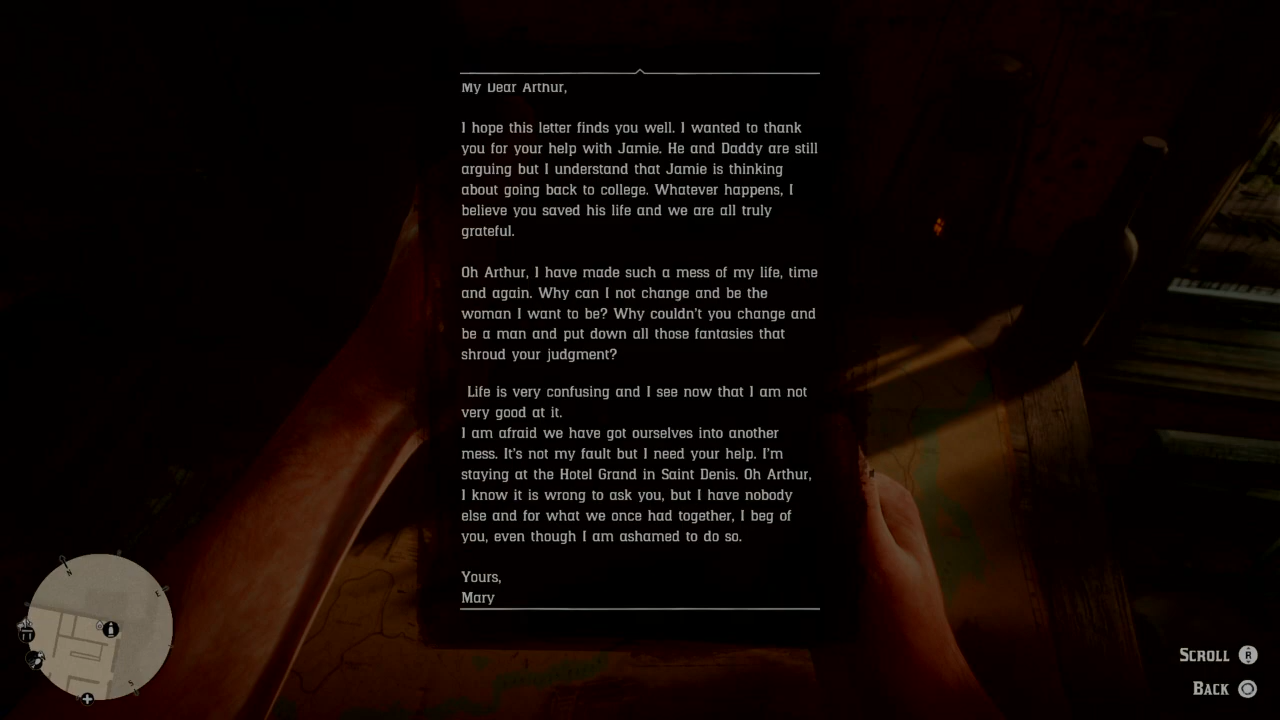 My Dear Arthur,
I hope this letter finds you well. I wanted to thank
you for your help with Jamie. He and Daddy are still
arguing but I understand that Jamie is thinking
about going back to college. Whatever happens, I
believe you saved his life and we are all truly
grateful.
Oh Arthur, I have made such a mess of my life, time
and again. Why can I not change and be the
woman I want to be? Why couldn't you change and
be a man and put down all those fantasies that
shroud your judgment?
Life is very confusing and I see now that I am not
very good at it.
I am afraid we have got ourselves into another
mess. It's not my fault but I need your help. I'm
staying at the Hotel Grand in Saint Denis. Oh Arthur,
I know it is wrong to ask you, but I have nobody
else and for what we once had together, I beg of
you, even though I am ashamed to do so.
Yours,
Mary
N
E
S
Scroll R
Back